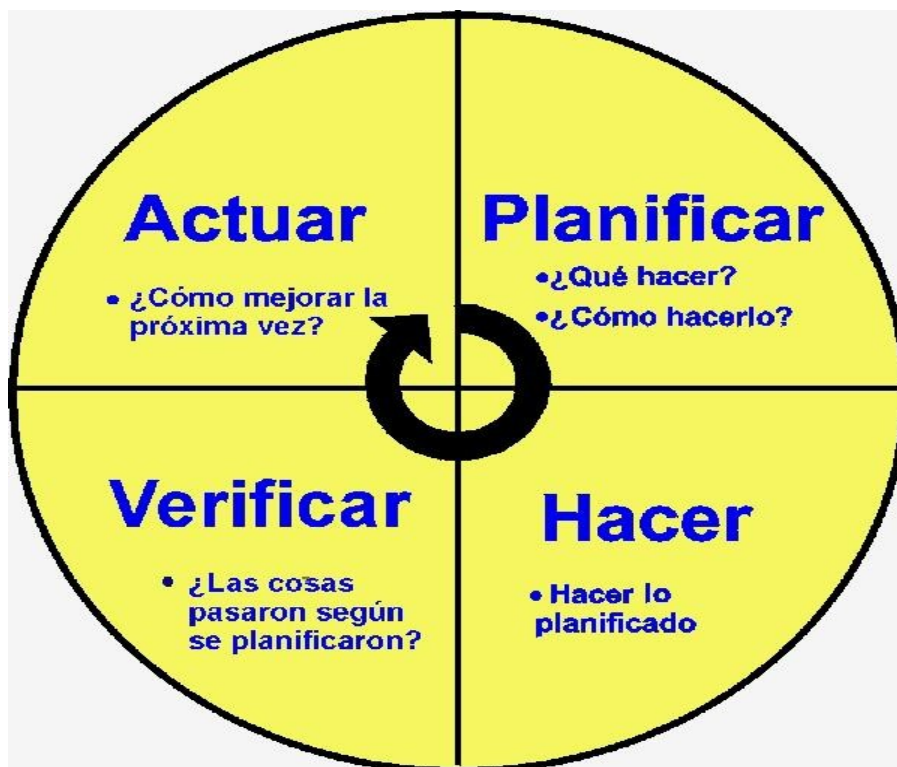 Actuar
• ¿Cómo mejorar la
próxima vez?
Planificar
•¿Qué hacer?
•¿Cómo hacerlo?
Verificar
• ¿Las cosas
pasaron según
se planificaron?
Hacer
• Hacer lo
planificado